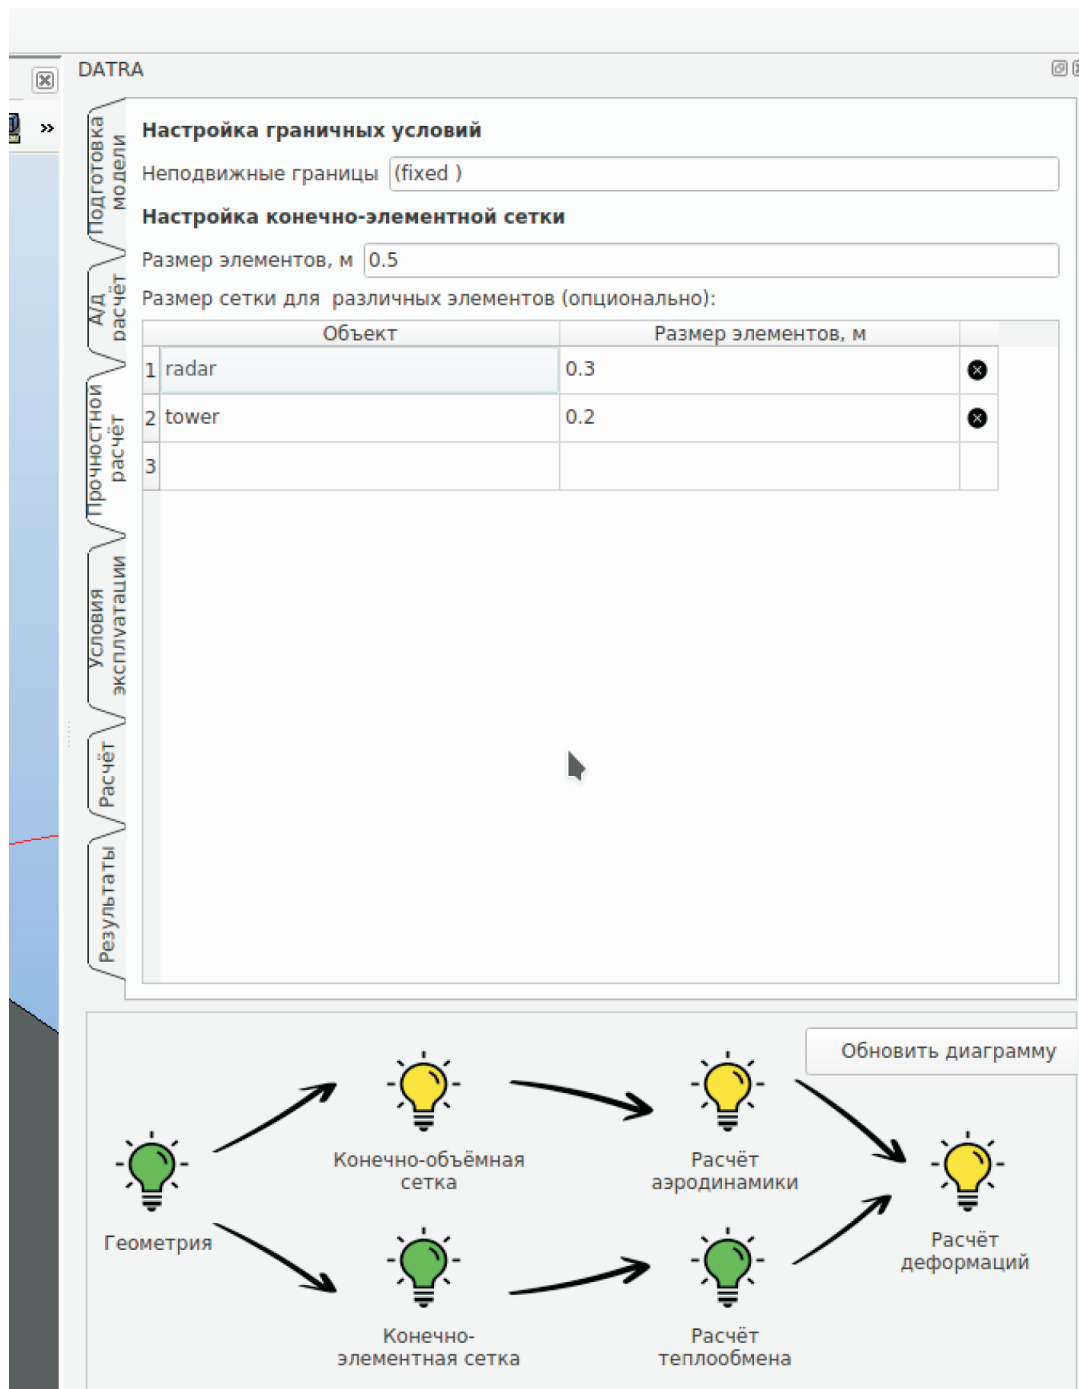 DATRA
Подготовка
модели
А/д
расчёт
Прочностной
расчёт
Условия
эксплуатации
Расчёт
Результаты
Настройка граничных условий
Неподвижные границы (fixed )
Настройка конечно-элементной сетки
Размер элементов, м 0.5
Размер сетки для различных элементов (опционально):
Объект Размер элементов, м
1 radar 0.3
2 tower 0.2
3
Обновить диаграмму
Геометрия
Конечно-объёмная
сетка
Расчёт
аэродинамики
Расчёт
деформаций
Конечно-
элементная сетка
Расчёт
теплообмена